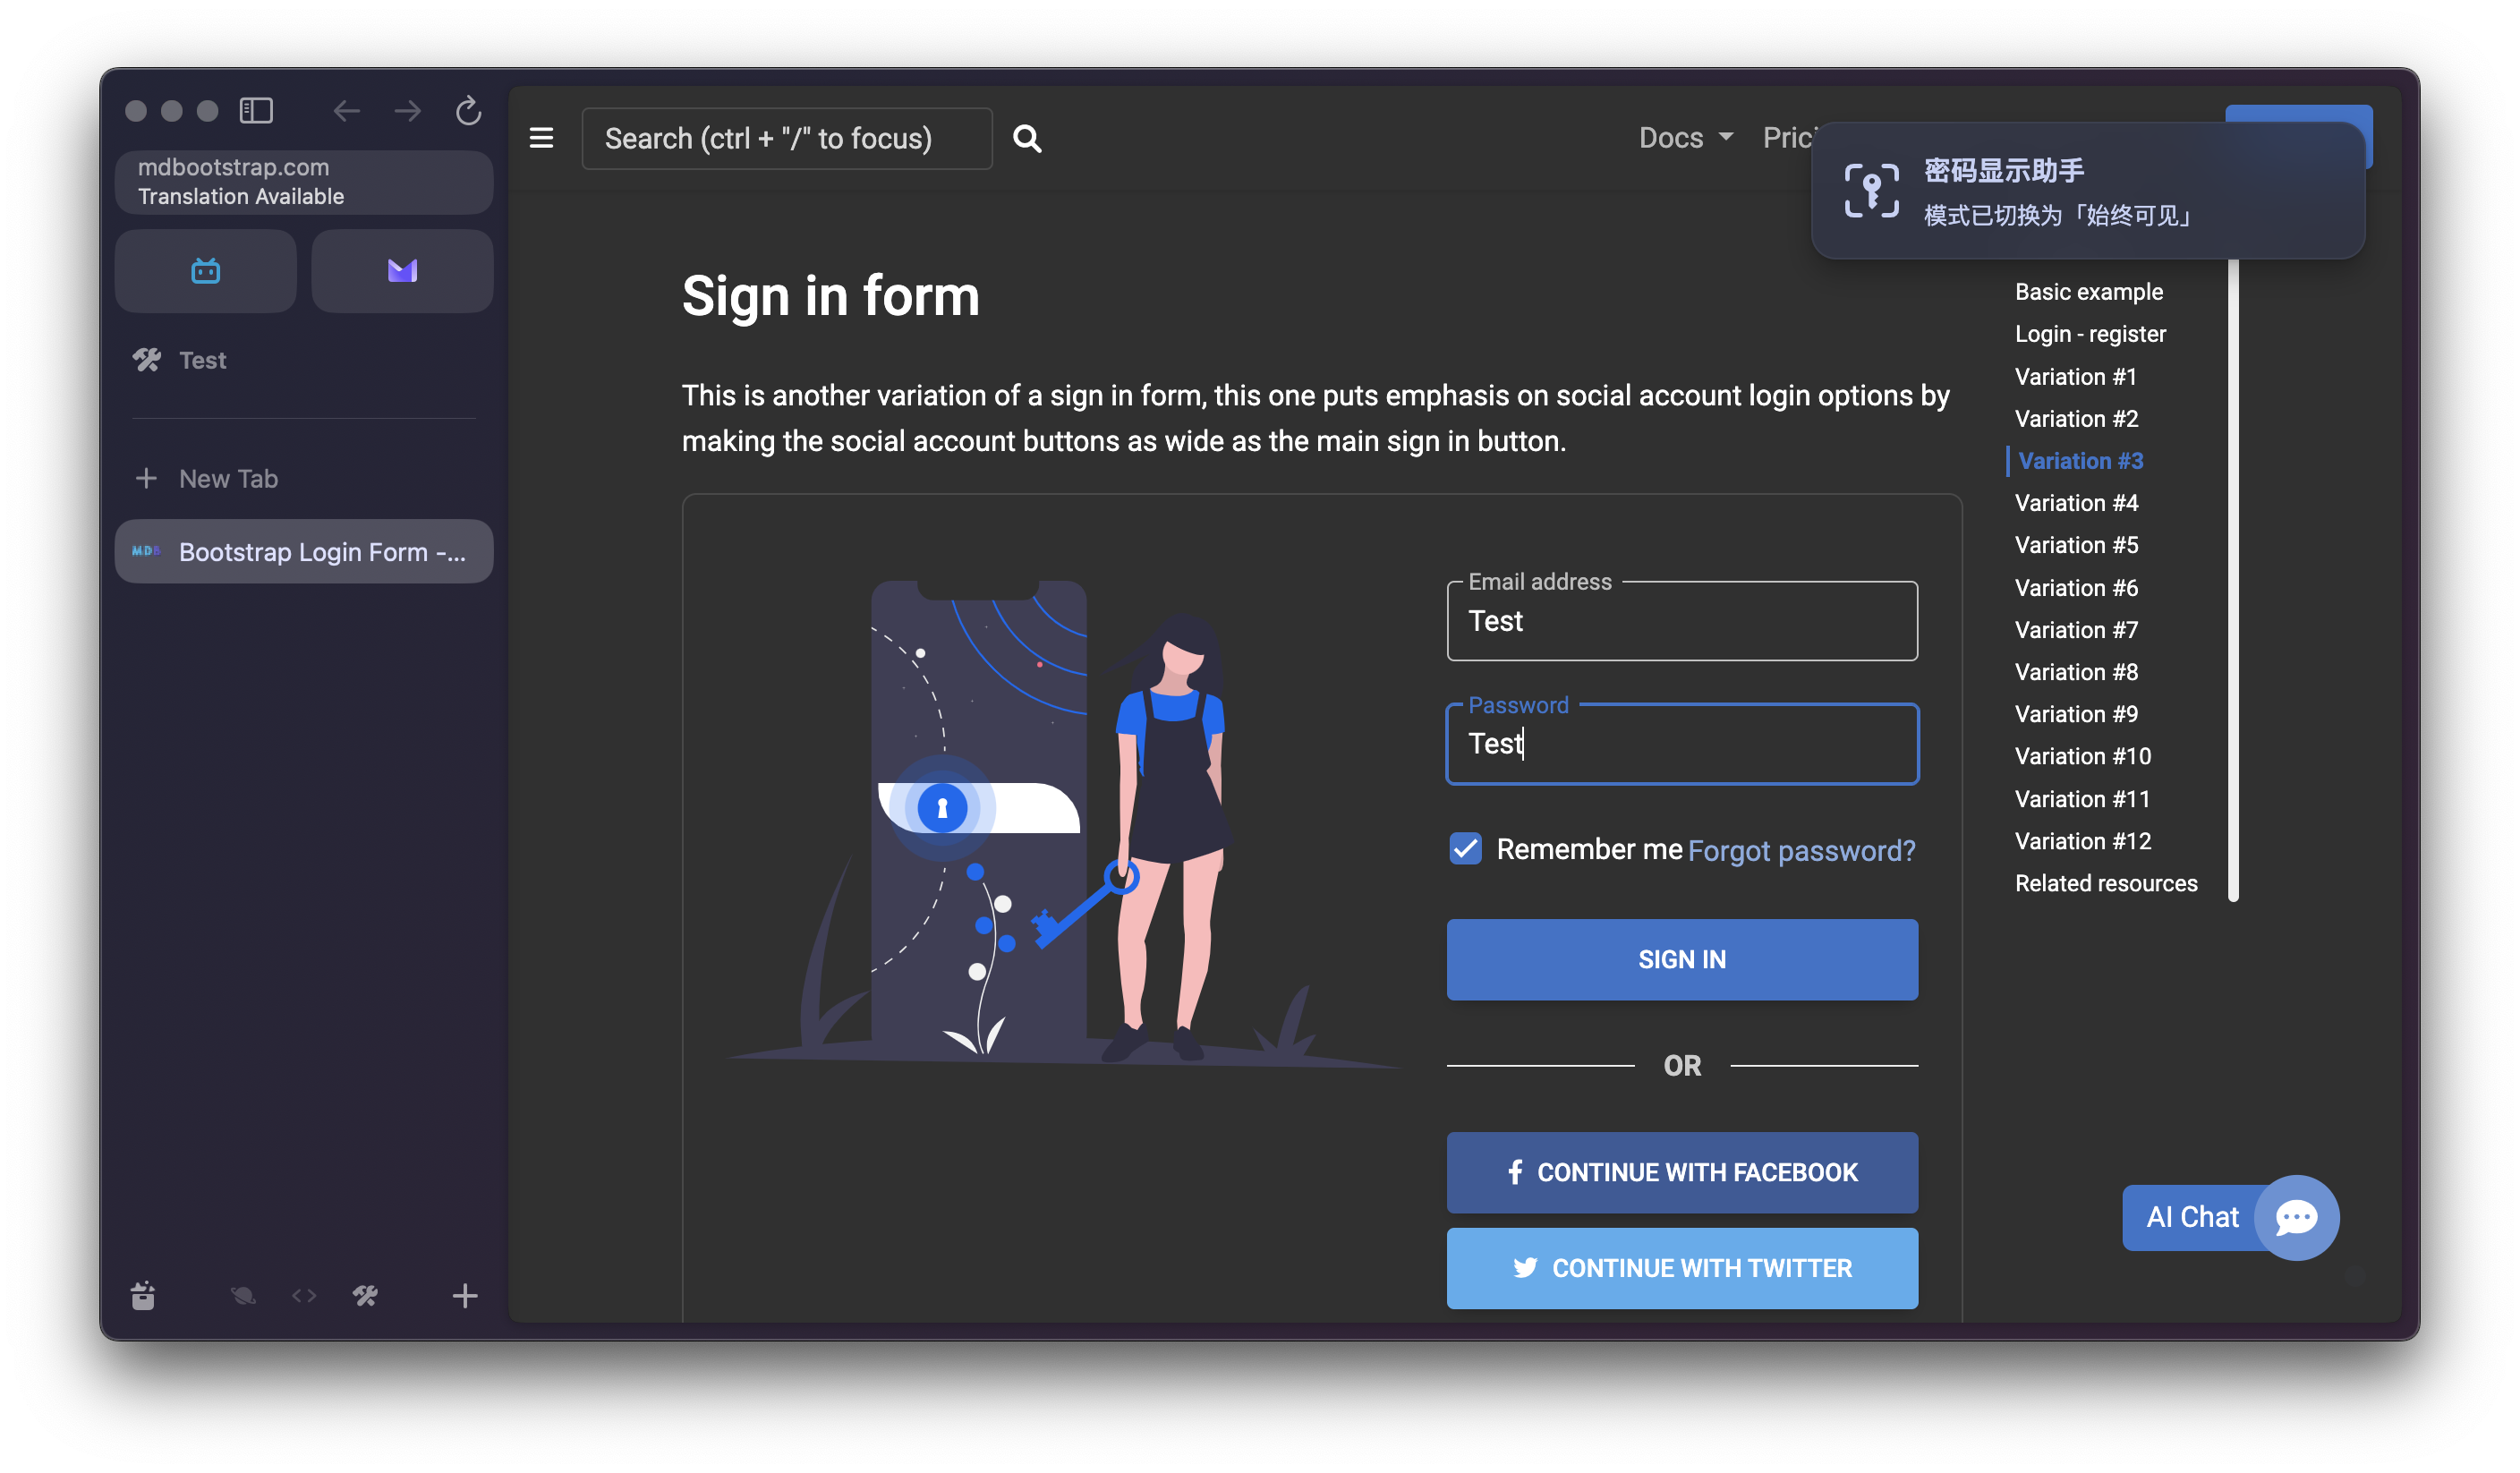 mdbootstrap.com
Translation Available
Test
New Tab
MDB
Bootstrap Login Form -...
Search (ctrl + "/" to focus)
Docs
密码显示助手
模式已切换为「始终可见」
Sign in form
This is another variation of a sign in form, this one puts emphasis on social account login options by
making the social account buttons as wide as the main sign in button.
Email address
Test
Password
Test
Remember me
Forgot password?
SIGN IN
OR
CONTINUE WITH FACEBOOK
CONTINUE WITH TWITTER
Basic example
Login - register
Variation #1
Variation #2
Variation #3
Variation #4
Variation #5
Variation #6
Variation #7
Variation #8
Variation #9
Variation #10
Variation #11
Variation #12
Related resources
AI Chat